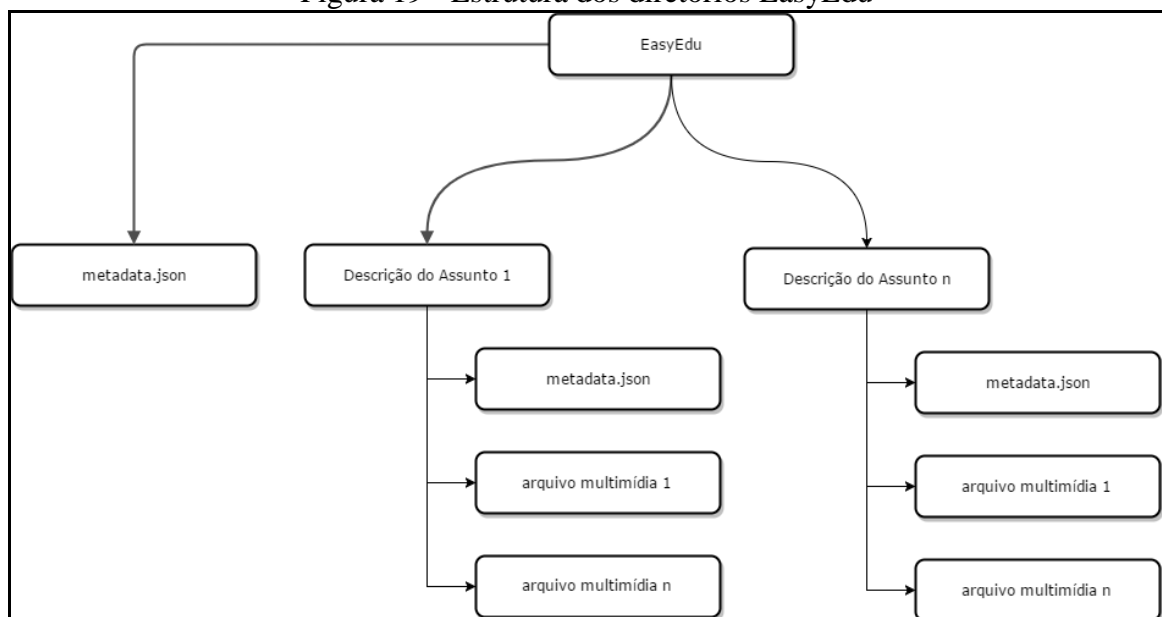 Figura 19 - Estrutura dos diretórios EasyEdu
EasyEdu
metadata.json
Descrição do Assunto 1
Descrição do Assunto n
metadata.json
metadata.json
arquivo multimídia 1
arquivo multimídia 1
arquivo multimídia n
arquivo multimídia n